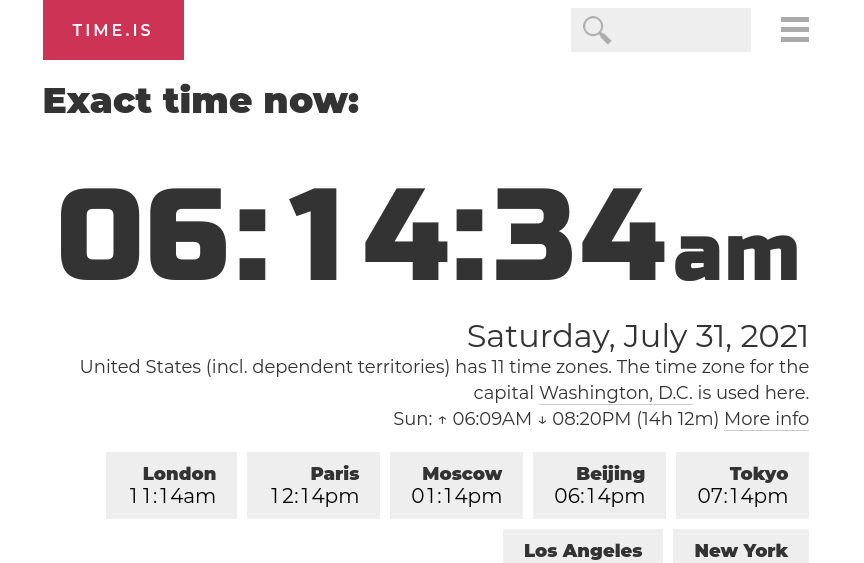 TIME.IS
Exact time now:
06:14:34am
Saturday, July 31, 2021
United States (incl. dependent territories) has 11 time zones. The time zone for the
capital Washington, D.C. is used here.
Sun: ↑ 06:09AM ↓ 08:20PM (14h 12m) More info
London Paris Moscow Beijing Tokyo
11:14am 12:14pm 01:14pm 06:14pm 07:14pm
Los Angeles New York